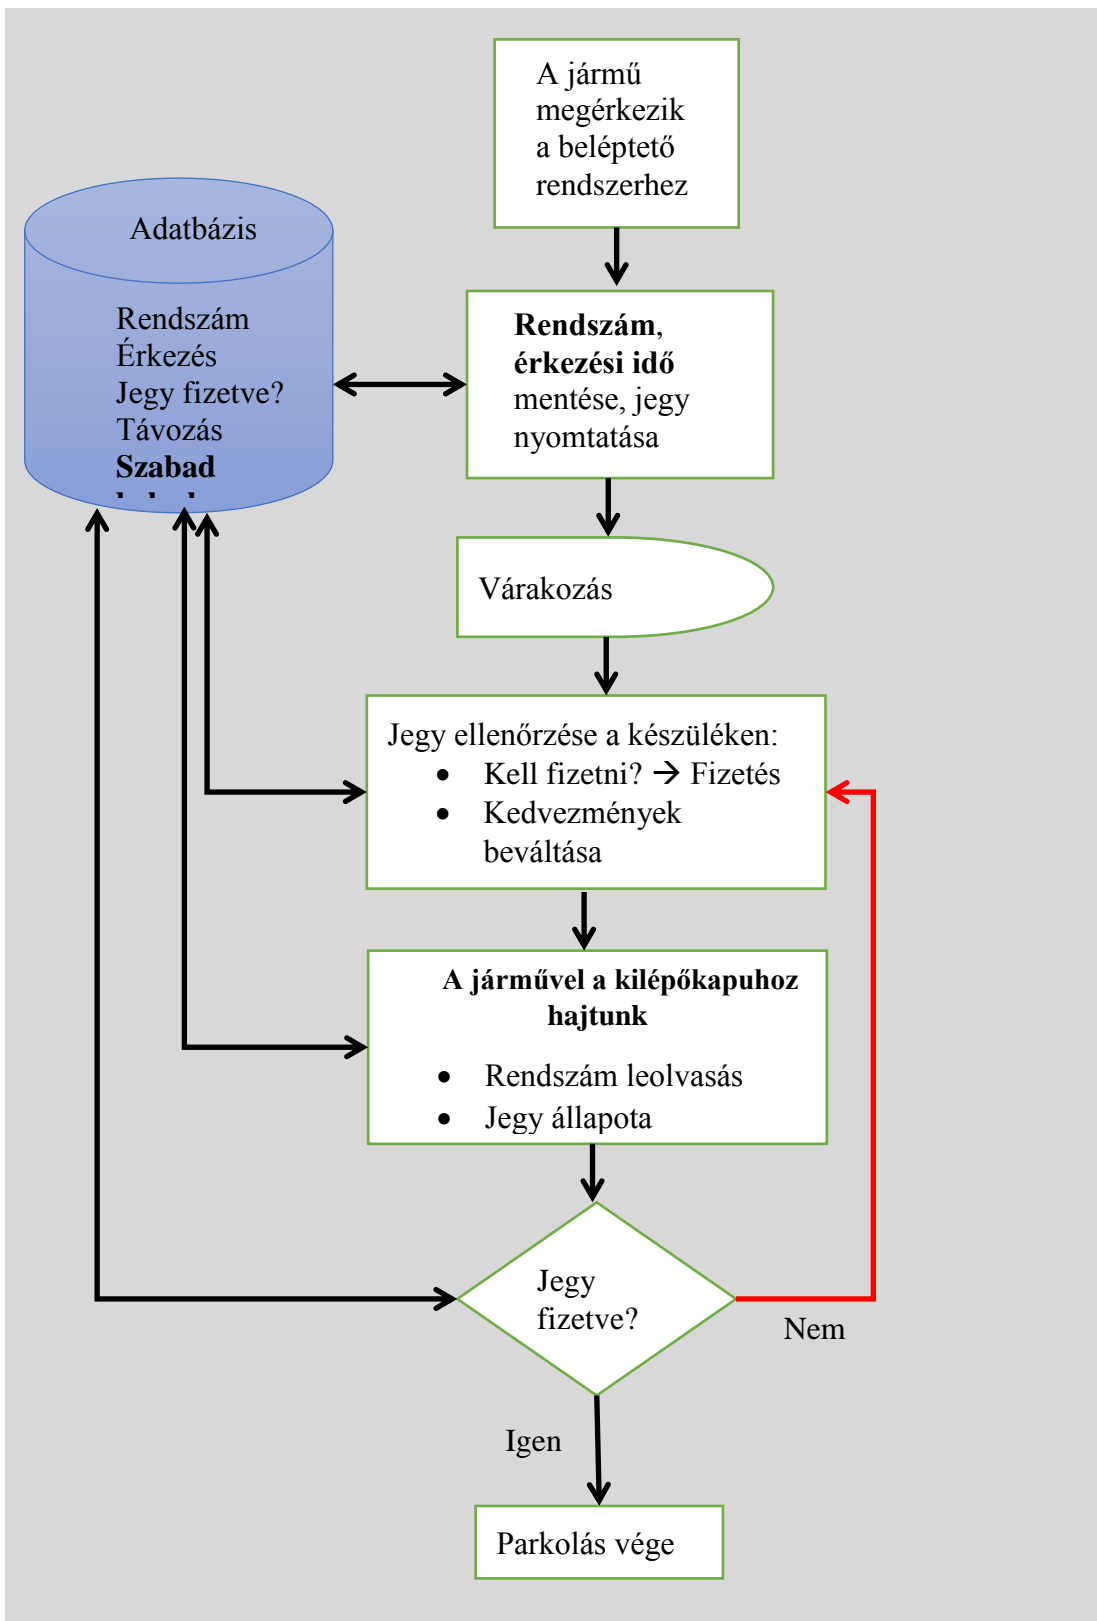 A jármű
megérkezik
a beléptető
rendszerhez
Adatbázis
Rendszám
Érkezés
Jegy fizetve?
Távozás
Szabad
Rendszám,
érkezési idő
mentése, jegy
nyomtatása
Várakozás
Jegy ellenőrzése a készüléken:
• Kell fizetni? → Fizetés
• Kedvezmények
beváltása
A járművel a kilépőkapuhoz
hajtunk
• Rendszám leolvasás
• Jegy állapota
Jegy
fizetve?
Nem
Igen
Parkolás vége